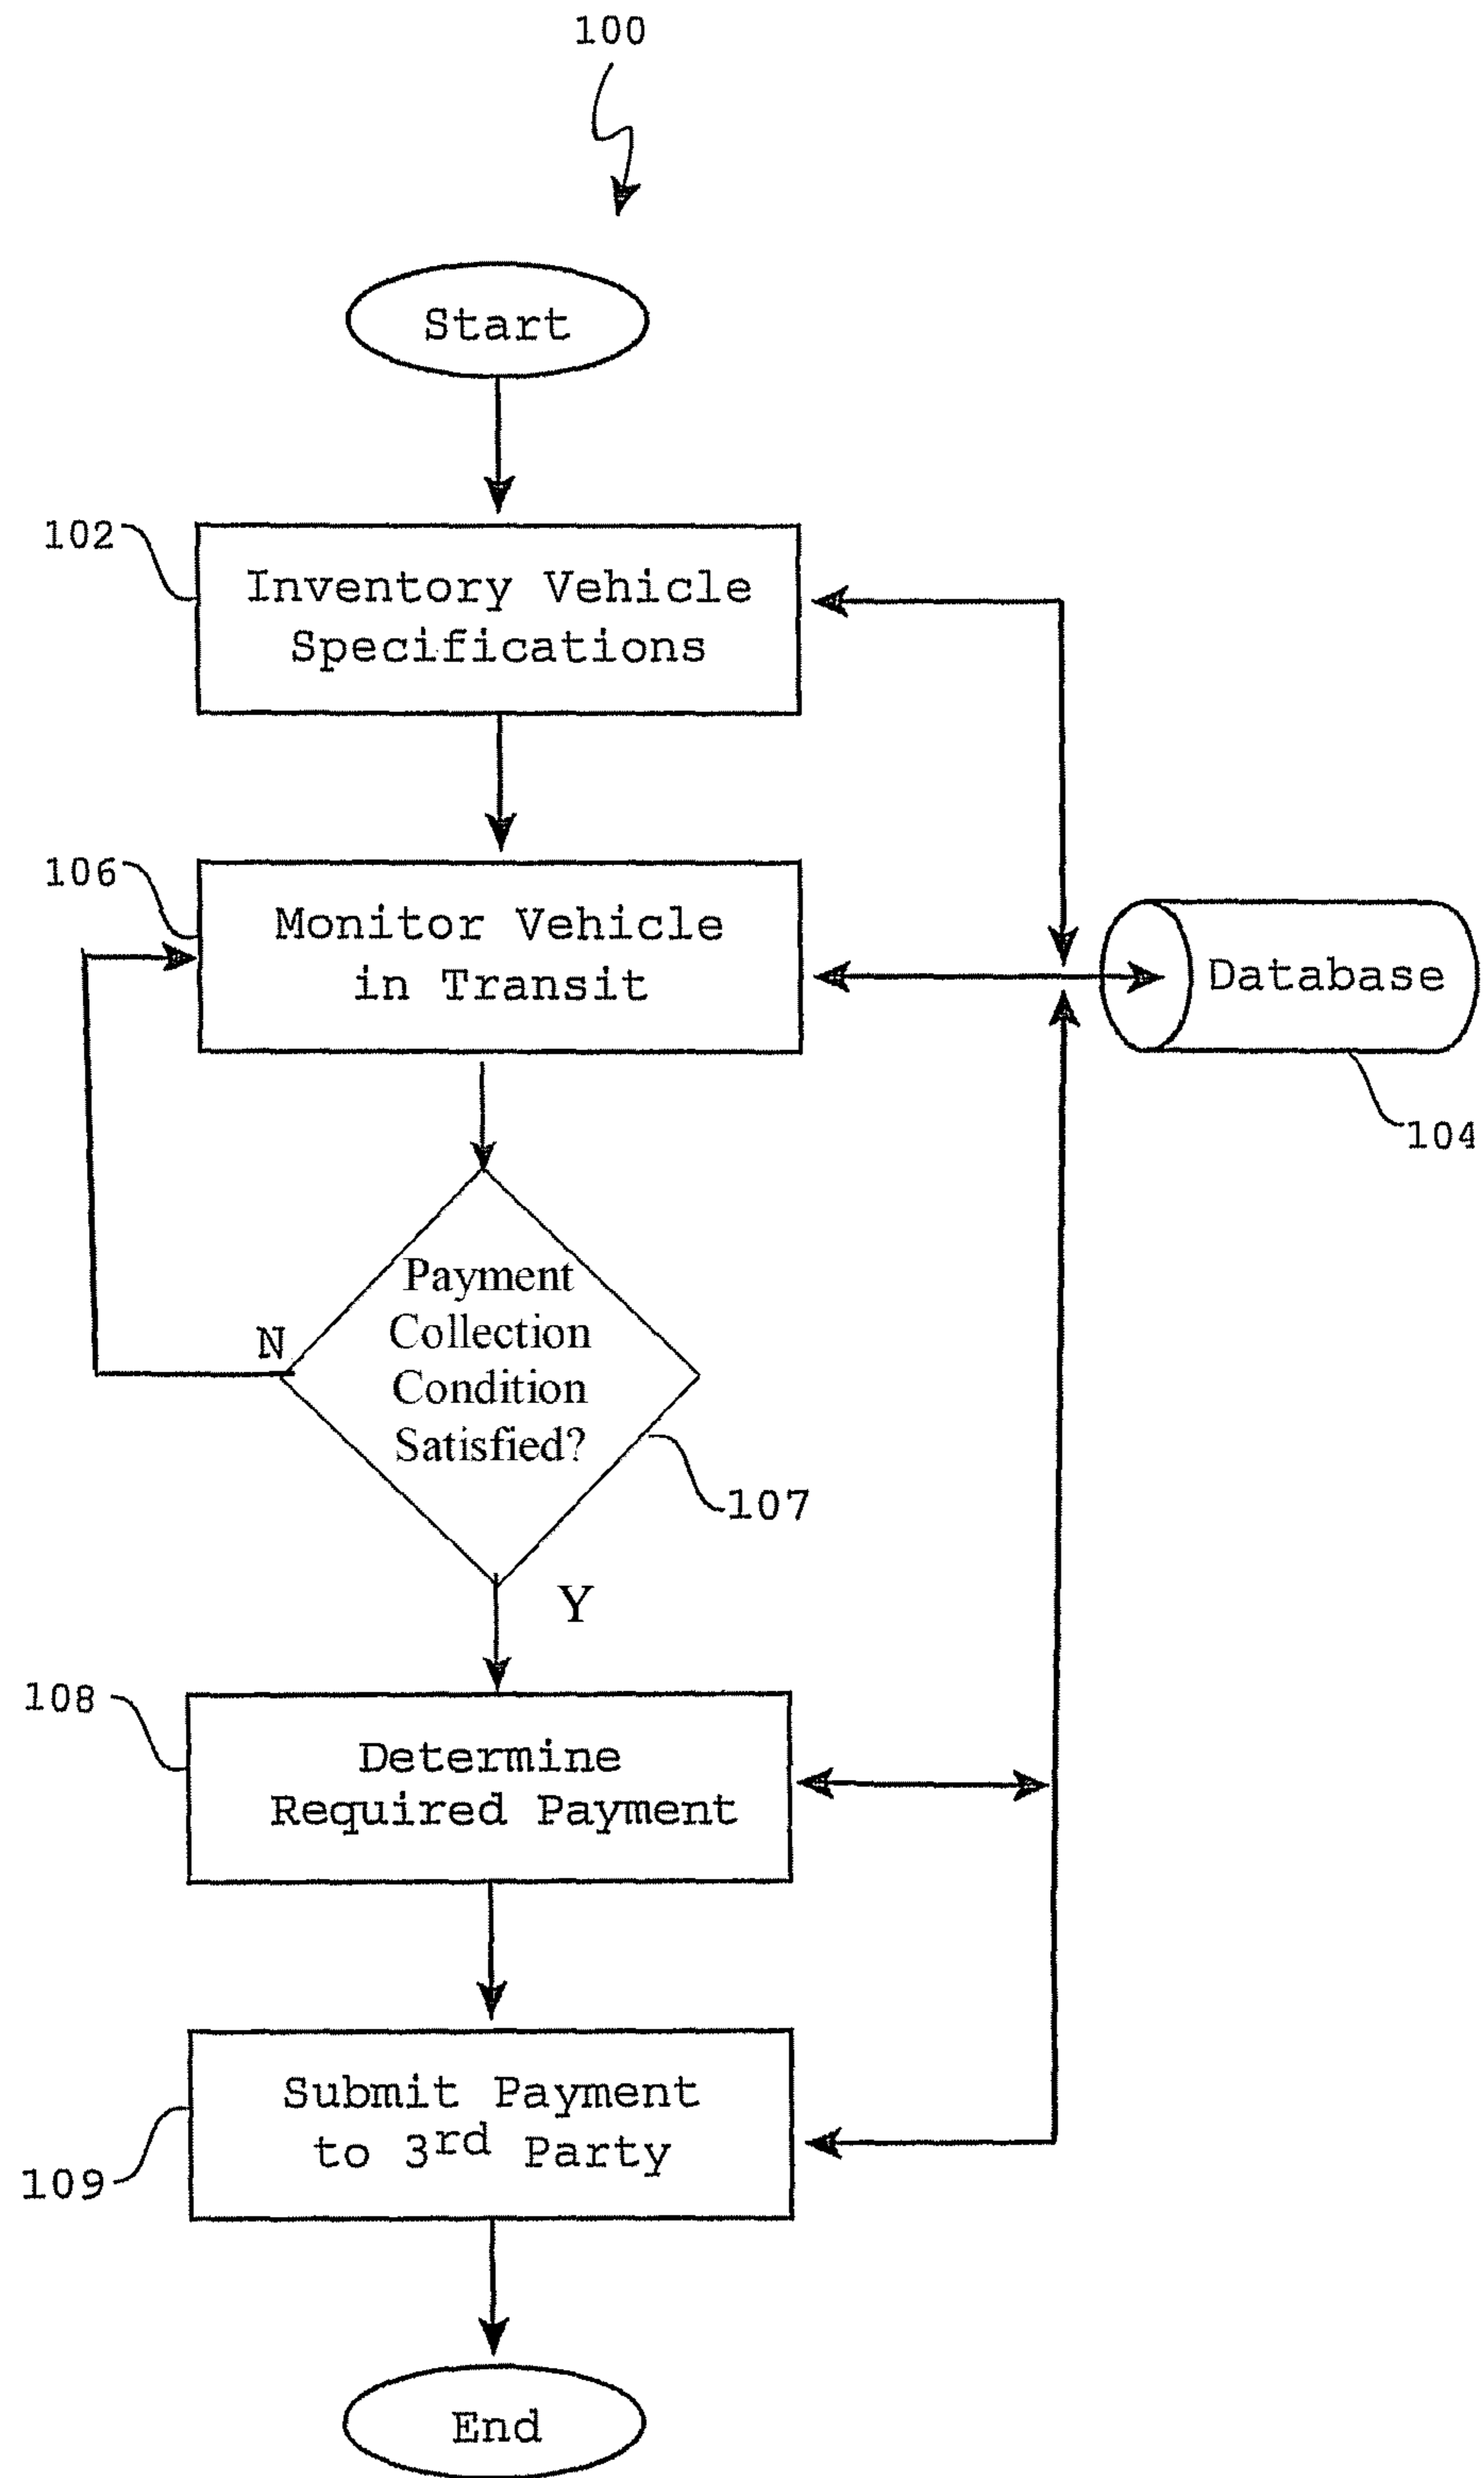 100
Start
102
Inventory Vehicle
Specifications
106
Monitor Vehicle
in Transit
Database
104
Payment
Collection
Condition
Satisfied?
N
107
Y
108
Determine
Required Payment
Submit Payment
to 3rd Party
109
End